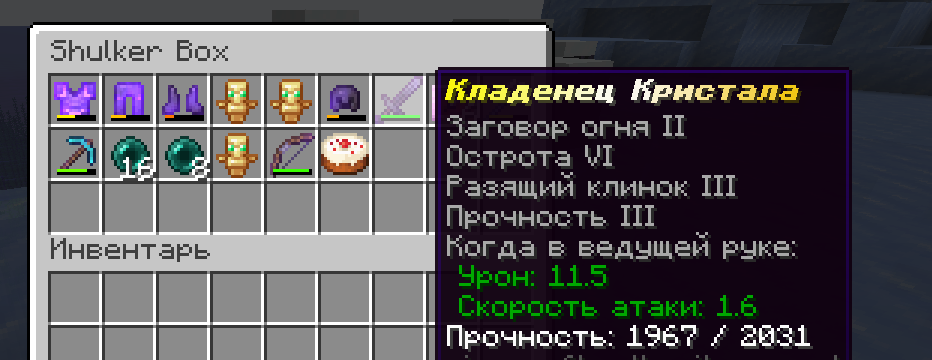 Shulker Box
Кладенец Кристала
Заговор огня II
Острота VI
Разящий клинок III
16
8
Прочность III
Инвентарь
Когда в ведущей руке:
Урон: 11.5
Скорость атаки: 1.6
Прочность: 1967 / 2031